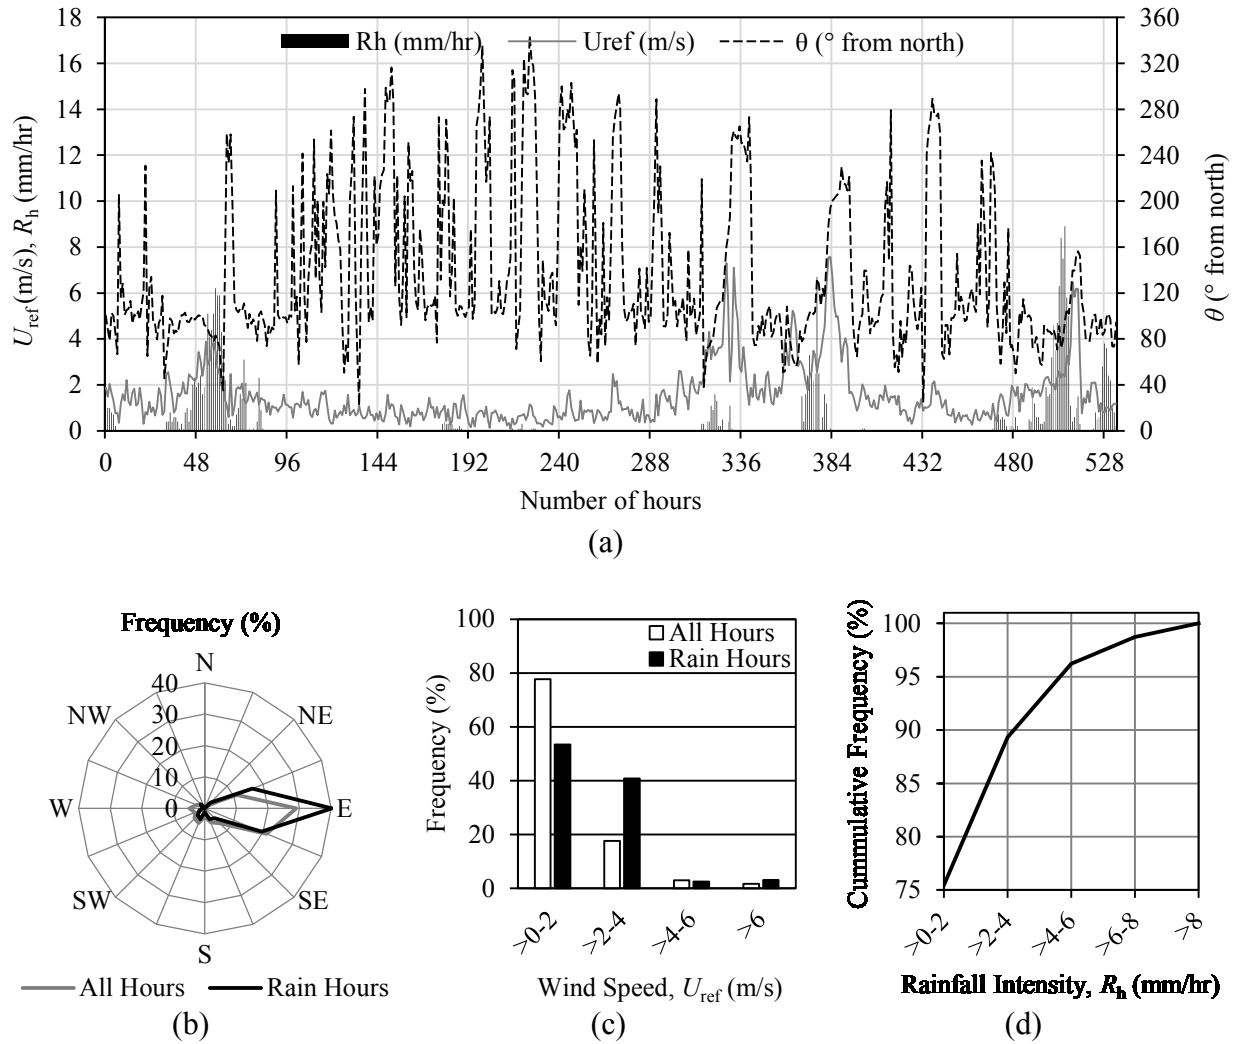 18 360
Rh (mm/hr) Uref (m/s) θ (° from north)
16 320
14 280
12 240
10 200
8 160
6 120
4 80
2 40
0 0
U_ref (m/s), R_h (mm/hr)
θ (° from north)
0 48 96 144 192 240 288 336 384 432 480 528
Number of hours
(a)
Frequency (%)
N
NE
E
SE
S
SW
W
NW
40
30
20
10
0
All Hours Rain Hours
(b)
100
80
60
40
20
0
Frequency (%)
All Hours
Rain Hours
>0-2 >2-4 >4-6 >6
Wind Speed, U_ref (m/s)
(c)
100
95
90
85
80
75
Cummulative Frequency (%)
>0-2 >2-4 >4-6 >6-8 >8
Rainfall Intensity, R_h (mm/hr)
(d)